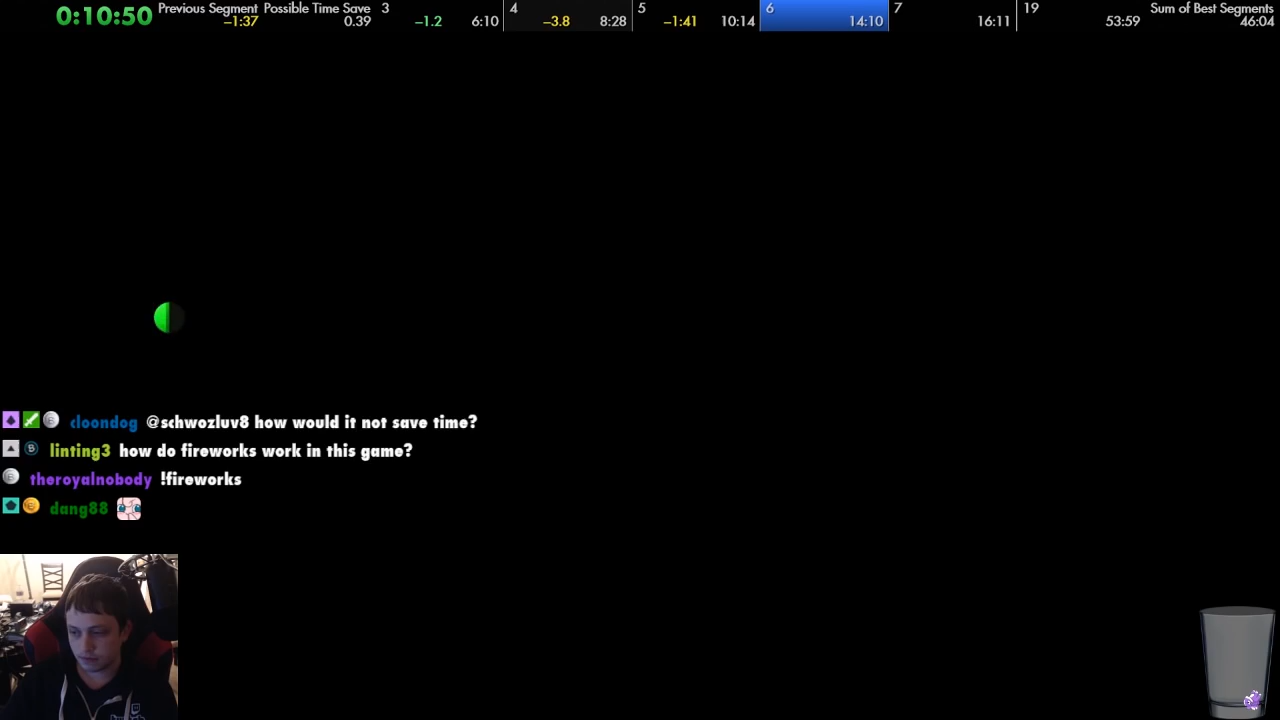 0:10:50
Previous Segment -1:37
Possible Time Save 0.39
3 -1.2 6:10
4 -3.8 8:28
5 -1:41 10:14
6 14:10
7 16:11
19 53:59
Sum of Best Segments 46:04
cloondog @schwozluv8 how would it not save time?
linting3 how do fireworks work in this game?
theroyalnobody !fireworks
dang88